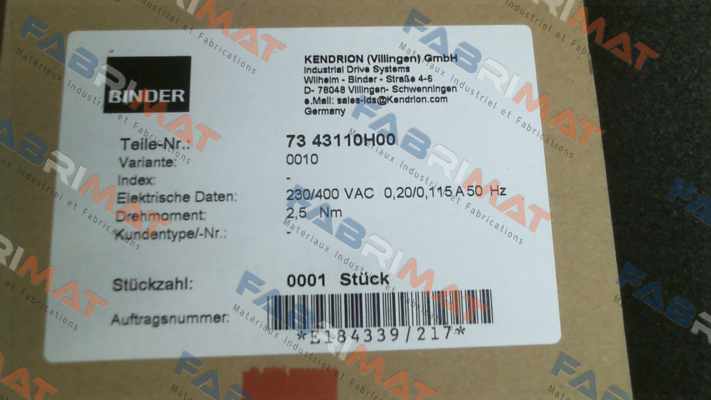 BINDER
KENDRION (Villingen) GmbH
Industrial Drive Systems
Wilhelm - Binder - Straße 4-6
D- 78048 Villingen- Schwenningen
e.Mail: sales-ids@Kendrion.com
Germany
Teile-Nr.: 73 43110H00
Variante: 0010
Index: -
Elektrische Daten: 230/400 VAC 0,20/0,115A 50 Hz
Drehmoment: 2,5 Nm
Kundentype/-Nr.: -
Stückzahl: 0001 Stück
Auftragsnummer:
*E184339/217*
FABRIMAT
Materiaux Industriel et Fabrications